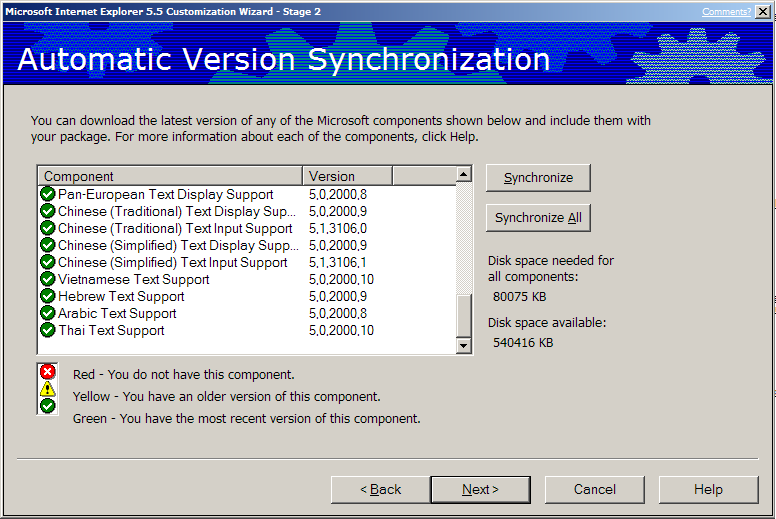 Microsoft Internet Explorer 5.5 Customization Wizard - Stage 2
Comments?
Automatic Version Synchronization
You can download the latest version of any of the Microsoft components shown below and include them with
your package. For more information about each of the components, click Help.
Component Version
Pan-European Text Display Support 5,0,2000,8
Chinese (Traditional) Text Display Sup... 5,0,2000,9
Chinese (Traditional) Text Input Support 5,1,3106,0
Chinese (Simplified) Text Display Supp... 5,0,2000,9
Chinese (Simplified) Text Input Support 5,1,3106,1
Vietnamese Text Support 5,0,2000,10
Hebrew Text Support 5,0,2000,9
Arabic Text Support 5,0,2000,8
Thai Text Support 5,0,2000,10
Synchronize
Synchronize All
Disk space needed for
all components:
80075 KB
Disk space available:
540416 KB
Red - You do not have this component.
Yellow - You have an older version of this component.
Green - You have the most recent version of this component.
< Back
Next >
Cancel
Help